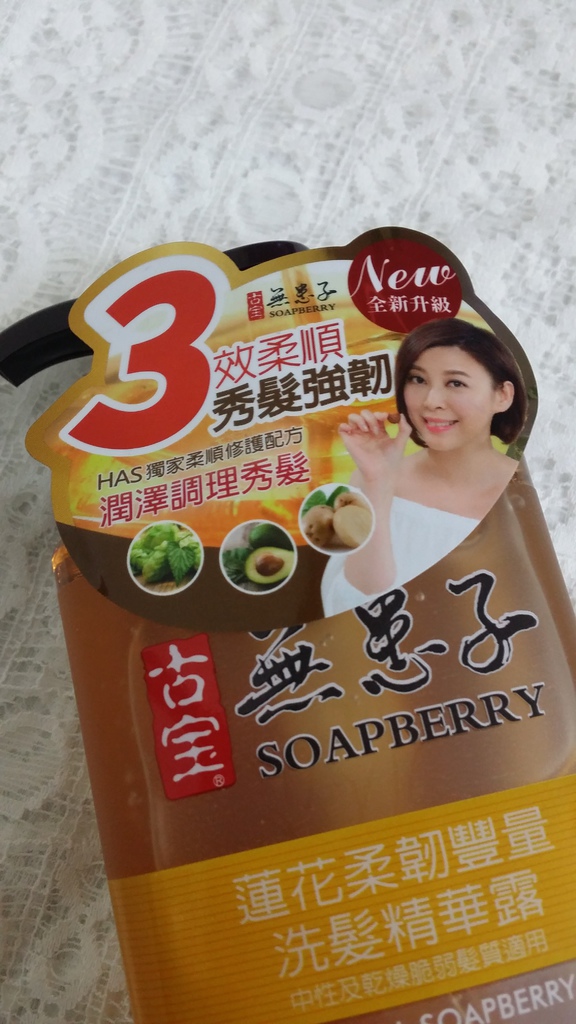 New
全新升級
古宝 無患子
SOAPBERRY
3效柔順
秀髮強韌
HAS獨家柔順修護配方
潤澤調理秀髮
古宝® 無患子
SOAPBERRY
蓮花柔韌豐量
洗髮精華露
中性及乾燥脆弱髮質適用
SOAPBERRY